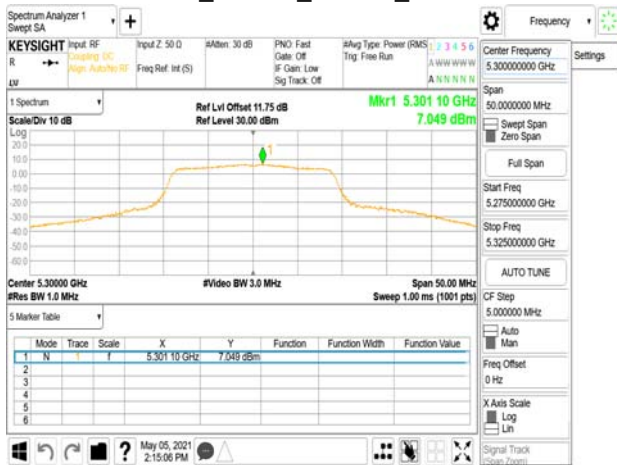 Spectrum Analyzer 1
Swept SA
Frequency
KEYSIGHT Input: RF
R
Coupling: DC
Align: Auto/No RF
LU
Input Z: 50 Ω
Freq Ref: Int (S)
#Atten: 30 dB
PNO: Fast
Gate: Off
IF Gain: Low
Sig Track: Off
#Avg Type: Power (RMS
Trig: Free Run
1 2 3 4 5 6
A W W W W W
A N N N N N
Center Frequency
5.300000000 GHz
Settings
Span
50.0000000 MHz
Swept Span
Zero Span
Full Span
Start Freq
5.275000000 GHz
Stop Freq
5.325000000 GHz
AUTO TUNE
CF Step
5.000000 MHz
Auto
Man
Freq Offset
0 Hz
X Axis Scale
Log
Lin
Signal Track
(Span Zoom)
1 Spectrum
Scale/Div 10 dB
Ref Lvl Offset 11.75 dB
Ref Level 30.00 dBm
Mkr1 5.301 10 GHz
7.049 dBm
Log
20.0
10.0
0.00
-10.0
-20.0
-30.0
-40.0
-50.0
-60.0
1
Center 5.30000 GHz
#Res BW 1.0 MHz
#Video BW 3.0 MHz
Span 50.00 MHz
Sweep 1.00 ms (1001 pts)
5 Marker Table
Mode Trace Scale X Y Function Function Width Function Value
1 N 1 f 5.301 10 GHz 7.049 dBm
2
3
4
5
6
?
May 05, 2021
2:15:06 PM